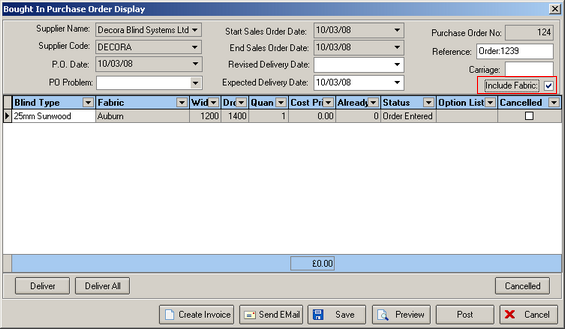 Bought In Purchase Order Display
Supplier Name: Decora Blind Systems Ltd Start Sales Order Date: 10/03/08 Purchase Order No: 124
Supplier Code: DECORA End Sales Order Date: 10/03/08 Reference: Order:1239
P.O. Date: 10/03/08 Revised Delivery Date: Carriage:
PO Problem: Expected Delivery Date: 10/03/08 Include Fabric:
Blind Type Fabric Wid Dro Quan Cost Pri Already Status Option List Cancelled
25mm Sunwood Auburn 1200 1400 1 0.00 0 Order Entered
£0.00
Deliver Deliver All Cancelled
Create Invoice Send EMail Save Preview Post Cancel